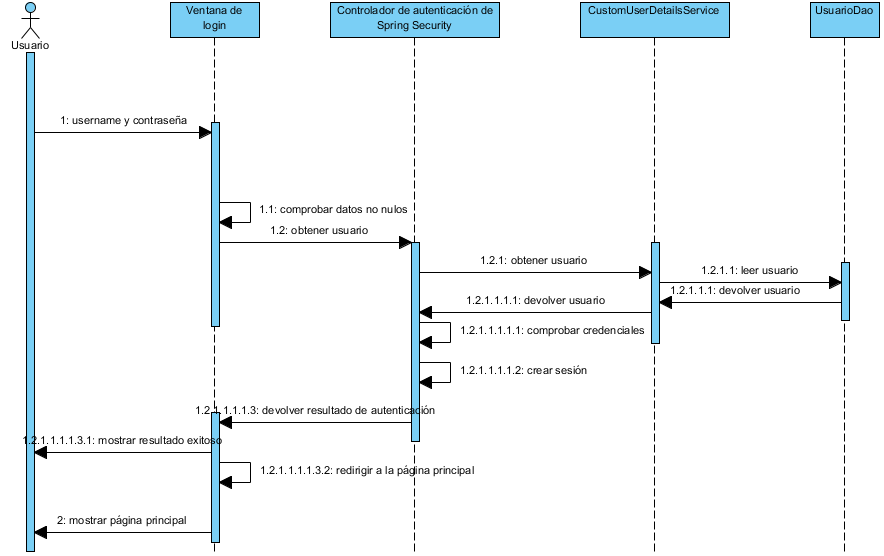 Usuario
Ventana de
login
Controlador de autenticación de
Spring Security
CustomUserDetailsService
UsuarioDao
1: username y contraseña
1.1: comprobar datos no nulos
1.2: obtener usuario
1.2.1: obtener usuario
1.2.1.1: leer usuario
1.2.1.1.1: devolver usuario
1.2.1.1.1.1: devolver usuario
1.2.1.1.1.1.1: comprobar credenciales
1.2.1.1.1.1.2: crear sesión
1.2.1.1.1.1.3: devolver resultado de autenticación
1.2.1.1.1.1.3.1: mostrar resultado exitoso
1.2.1.1.1.1.3.2: redirigir a la página principal
2: mostrar página principal